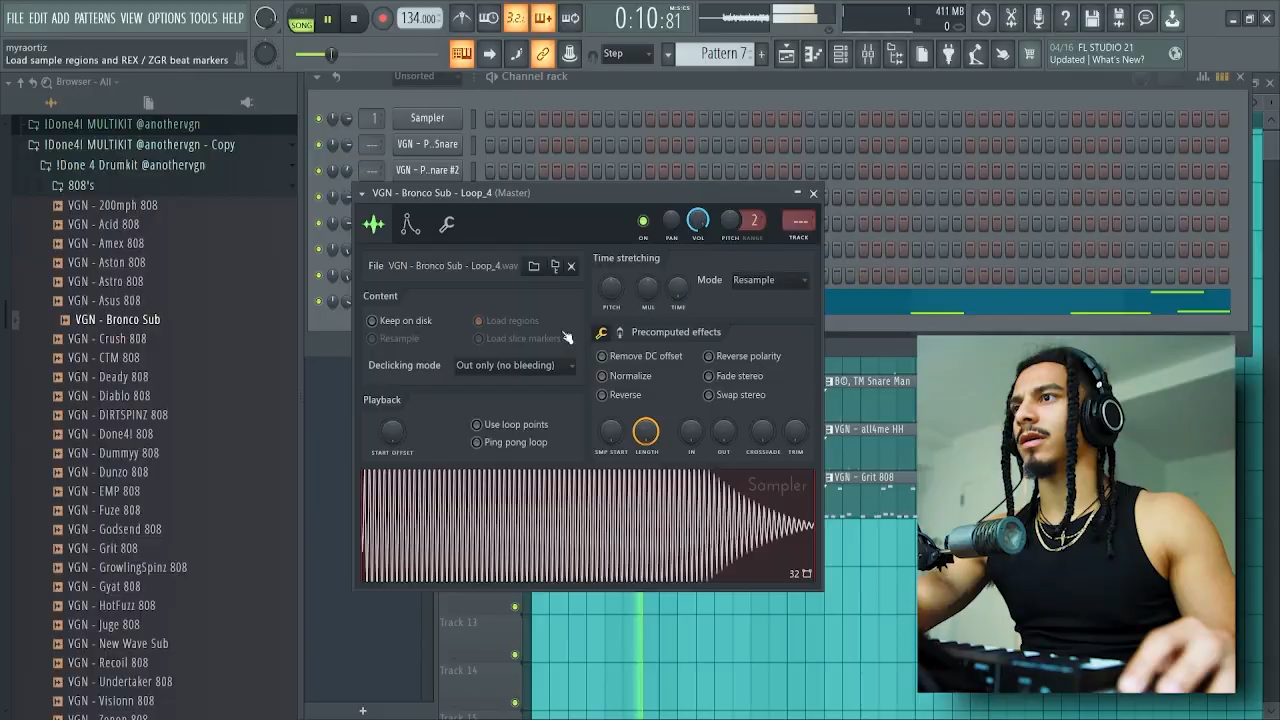 FILE EDIT ADD PATTERNS VIEW OPTIONS TOOLS HELP
SONG
134.000
3.2.
0:10:81
M:S:CS
1
411 MB
0
myraortiz
Load sample regions and REX / ZGR beat markers
Step
Pattern 7
+
04/16 FL STUDIO 21
Updated | What's New?
Browser - All
Unsorted
Channel rack
!Done4! MULTIKIT @anothervgn
!Done4! MULTIKIT @anothervgn - Copy
!Done 4 Drumkit @anothervgn
808's
VGN - 200mph 808
VGN - Acid 808
VGN - Amex 808
VGN - Aston 808
VGN - Astro 808
VGN - Asus 808
VGN - Bronco Sub
VGN - Crush 808
VGN - CTM 808
VGN - Deady 808
VGN - Diablo 808
VGN - DIRTSPINZ 808
VGN - Done4! 808
VGN - Dummyy 808
VGN - Dunzo 808
VGN - EMP 808
VGN - Fuze 808
VGN - Godsend 808
VGN - Grit 808
VGN - GrowlingSpinz 808
VGN - Gyat 808
VGN - HotFuzz 808
VGN - Juge 808
VGN - New Wave Sub
VGN - Recoil 808
VGN - Undertaker 808
VGN - Visionn 808
1
Sampler
---
VGN - P..Snare
---
VGN - P..nare #2
VGN - Bronco Sub - Loop_4 (Master)
ON
PAN
VOL
PITCH
RANGE
2
---
TRACK
File VGN - Bronco Sub - Loop_4.wav
Content
Keep on disk
Load regions
Resample
Load slice markers
Declicking mode
Out only (no bleeding)
Playback
START OFFSET
Use loop points
Ping pong loop
Time stretching
PITCH
MUL
TIME
Mode
Resample
Precomputed effects
Remove DC offset
Reverse polarity
Normalize
Fade stereo
Reverse
Swap stereo
SMP START
LENGTH
IN
OUT
CROSSFADE
TRIM
Sampler
32
TM Snare Man
VGN - all4me HH
VGN - Grit 808
Track 13
Track 14
+